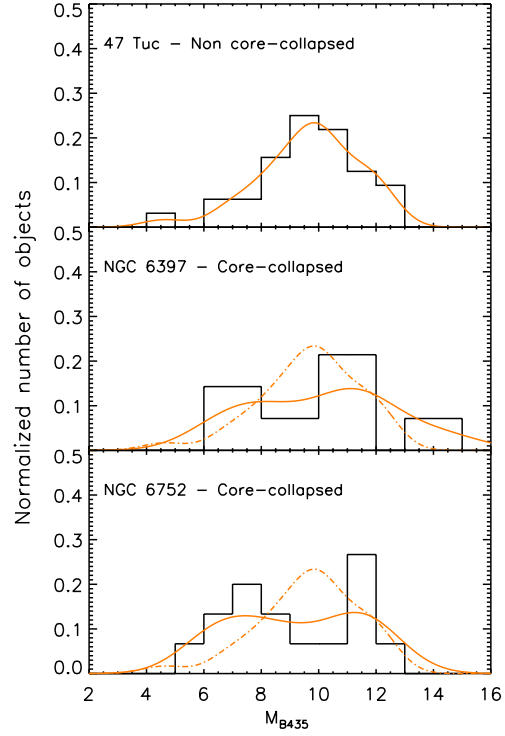 Normalized number of objects
0.5
47 Tuc – Non core–collapsed
0.4
0.3
0.2
0.1
0.5
NGC 6397 – Core–collapsed
0.4
0.3
0.2
0.1
0.5
NGC 6752 – Core–collapsed
0.4
0.3
0.2
0.1
0.0
2 4 6 8 10 12 14 16
M_B435